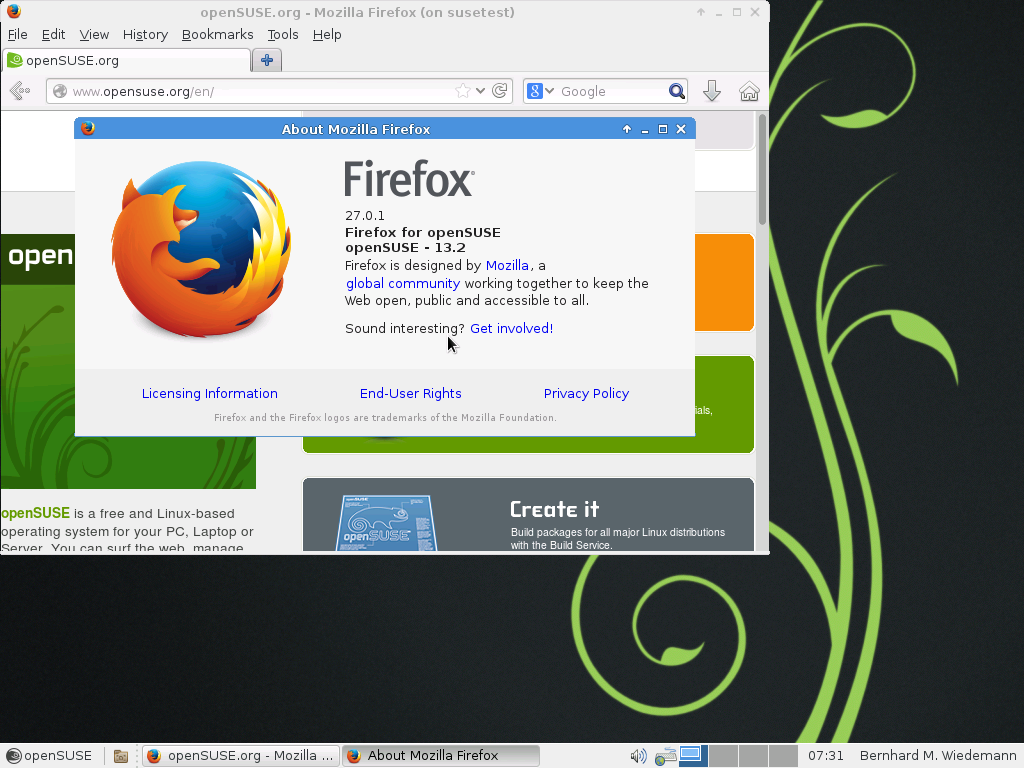 openSUSE.org - Mozilla Firefox (on susetest)
File Edit View History Bookmarks Tools Help
openSUSE.org
www.opensuse.org/en/
8 Google
About Mozilla Firefox
Firefox
27.0.1
Firefox for openSUSE
openSUSE - 13.2
Firefox is designed by Mozilla, a
global community working together to keep the
Web open, public and accessible to all.
Sound interesting? Get involved!
Licensing Information End-User Rights Privacy Policy
Firefox and the Firefox logos are trademarks of the Mozilla Foundation.
open
ials,
openSUSE is a free and Linux-based
operating system for your PC, Laptop or
Server. You can surf the web, manage
openSUSE
Create it
Build packages for all major Linux distributions
with the Build Service.
openSUSE
openSUSE.org - Mozilla ...
About Mozilla Firefox
07:31 Bernhard M. Wiedemann